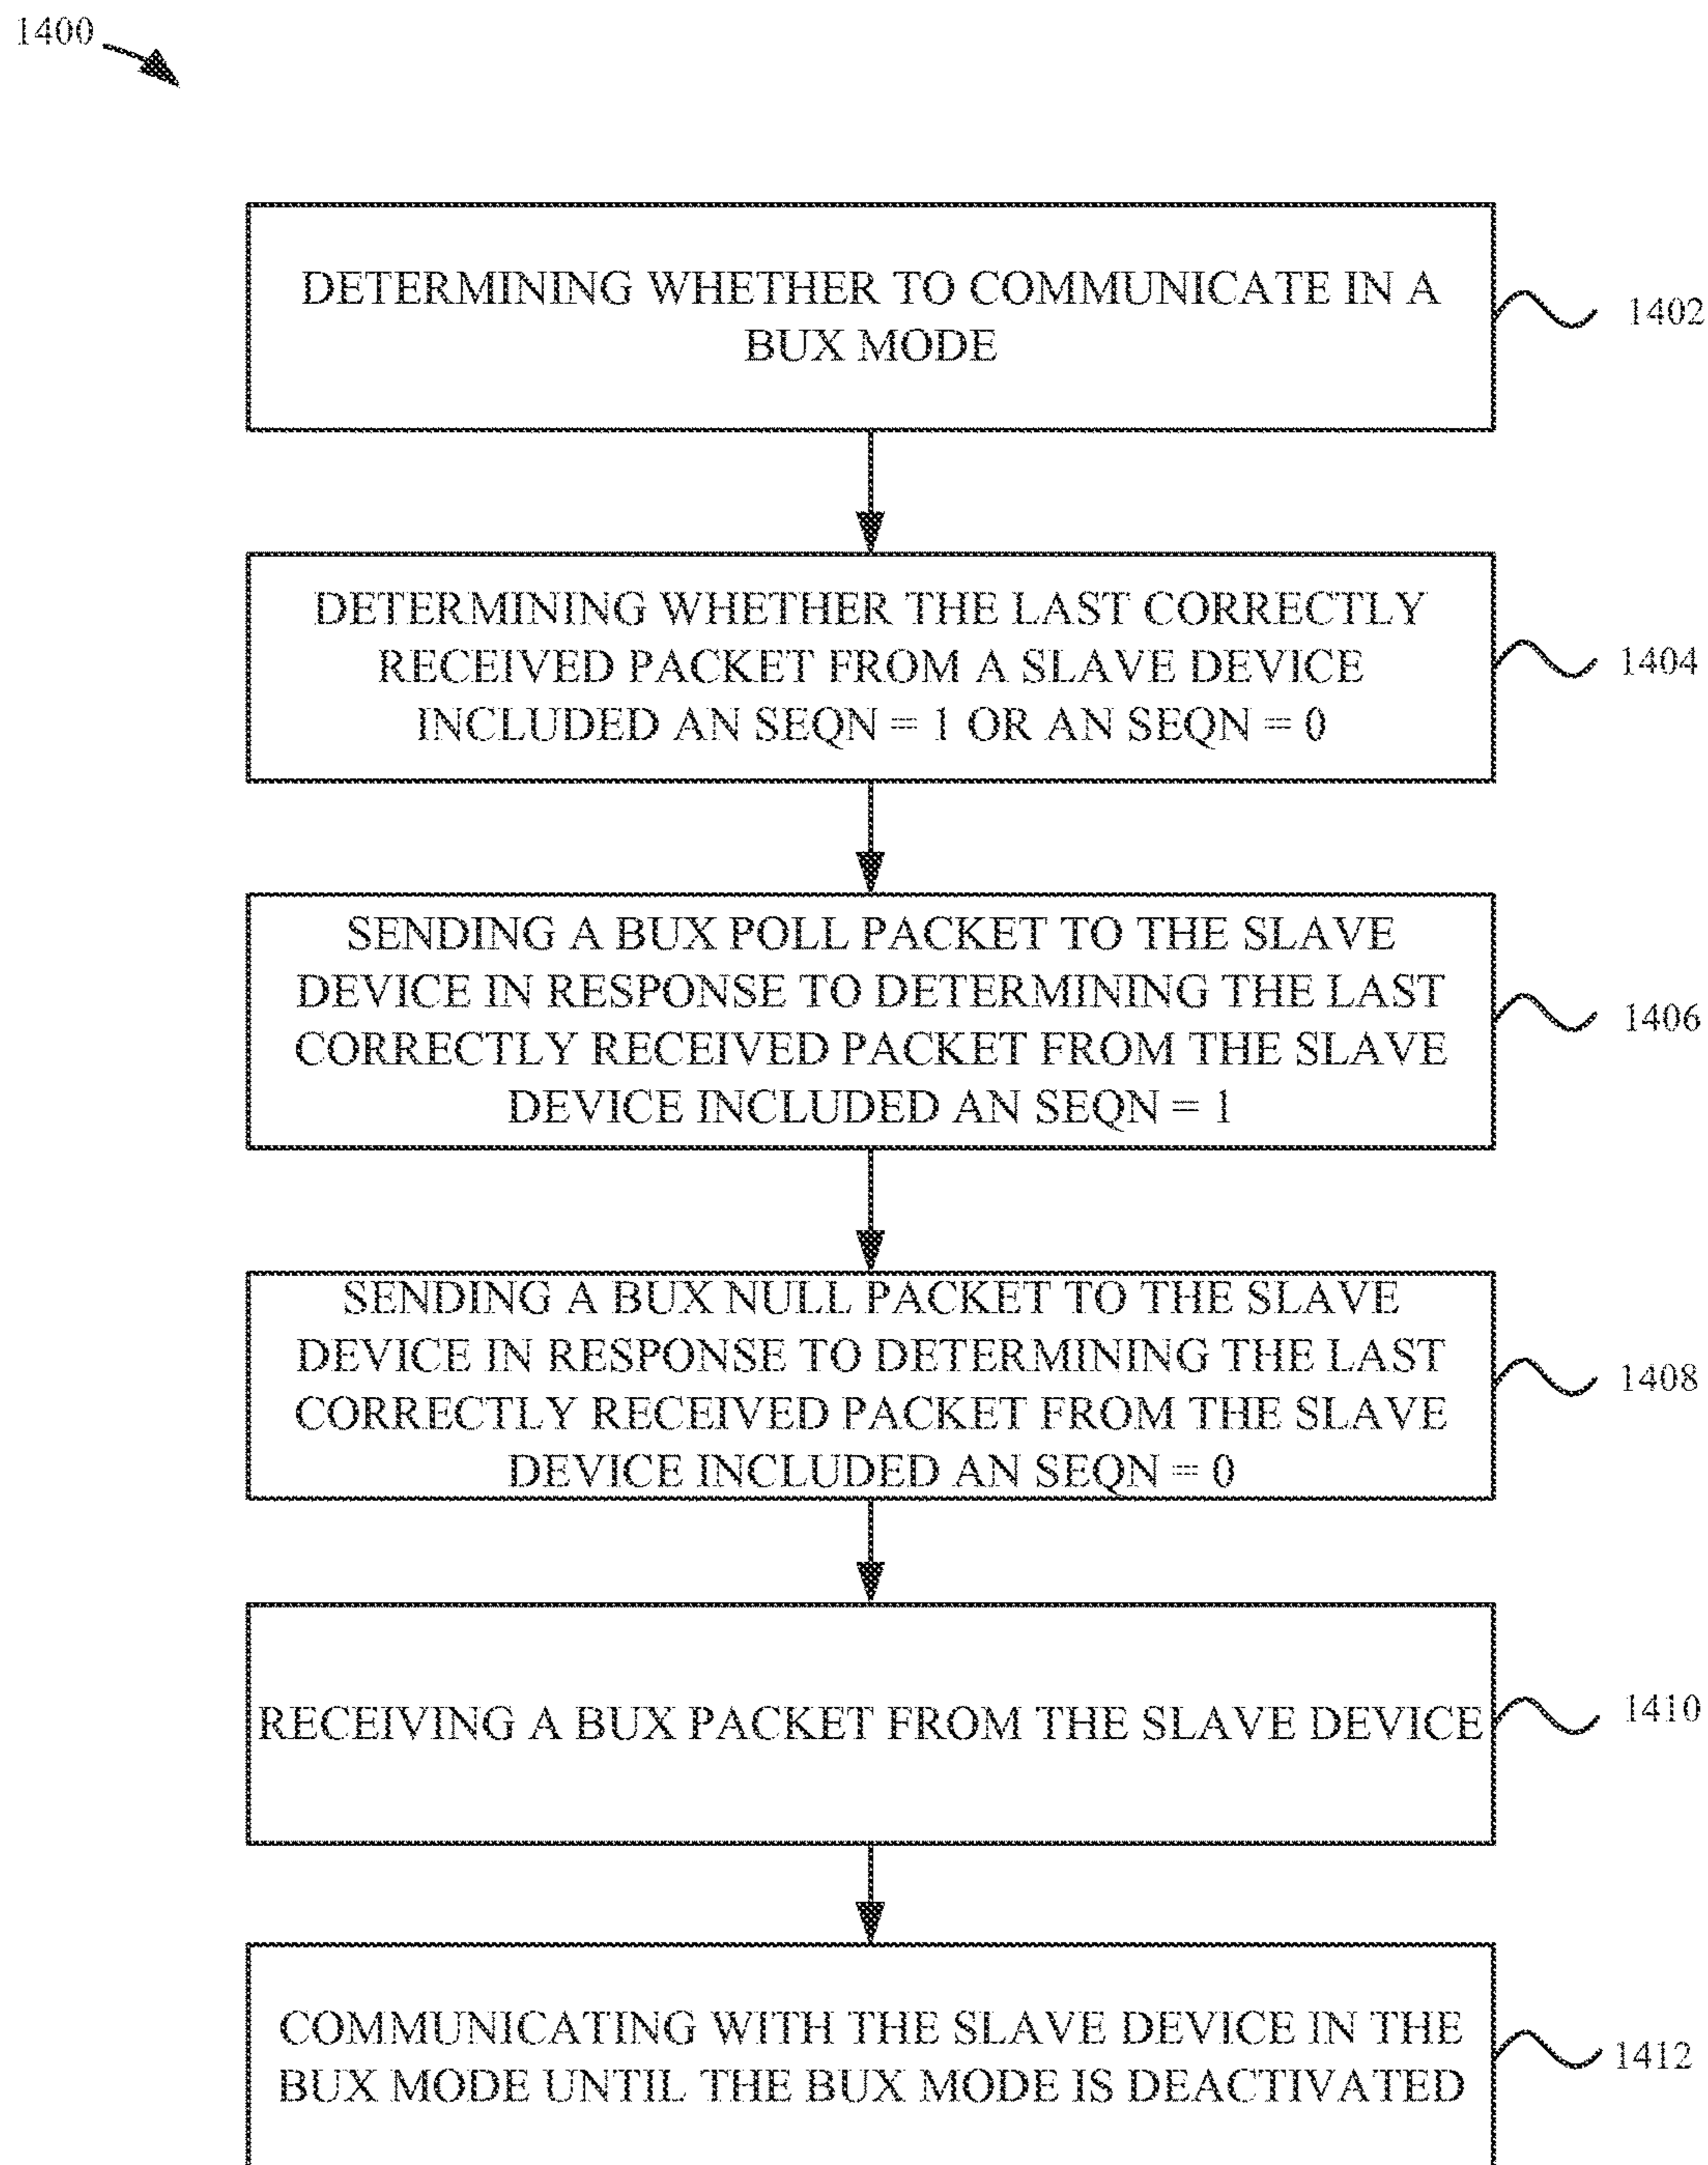 1400
DETERMINING WHETHER TO COMMUNICATE IN A
BUX MODE
1402
DETERMINING WHETHER THE LAST CORRECTLY
RECEIVED PACKET FROM A SLAVE DEVICE
INCLUDED AN SEQN = 1 OR AN SEQN = 0
1404
SENDING A BUX POLL PACKET TO THE SLAVE
DEVICE IN RESPONSE TO DETERMINING THE LAST
CORRECTLY RECEIVED PACKET FROM THE SLAVE
DEVICE INCLUDED AN SEQN = 1
1406
SENDING A BUX NULL PACKET TO THE SLAVE
DEVICE IN RESPONSE TO DETERMINING THE LAST
CORRECTLY RECEIVED PACKET FROM THE SLAVE
DEVICE INCLUDED AN SEQN = 0
1408
RECEIVING A BUX PACKET FROM THE SLAVE DEVICE
1410
COMMUNICATING WITH THE SLAVE DEVICE IN THE
BUX MODE UNTIL THE BUX MODE IS DEACTIVATED
1412